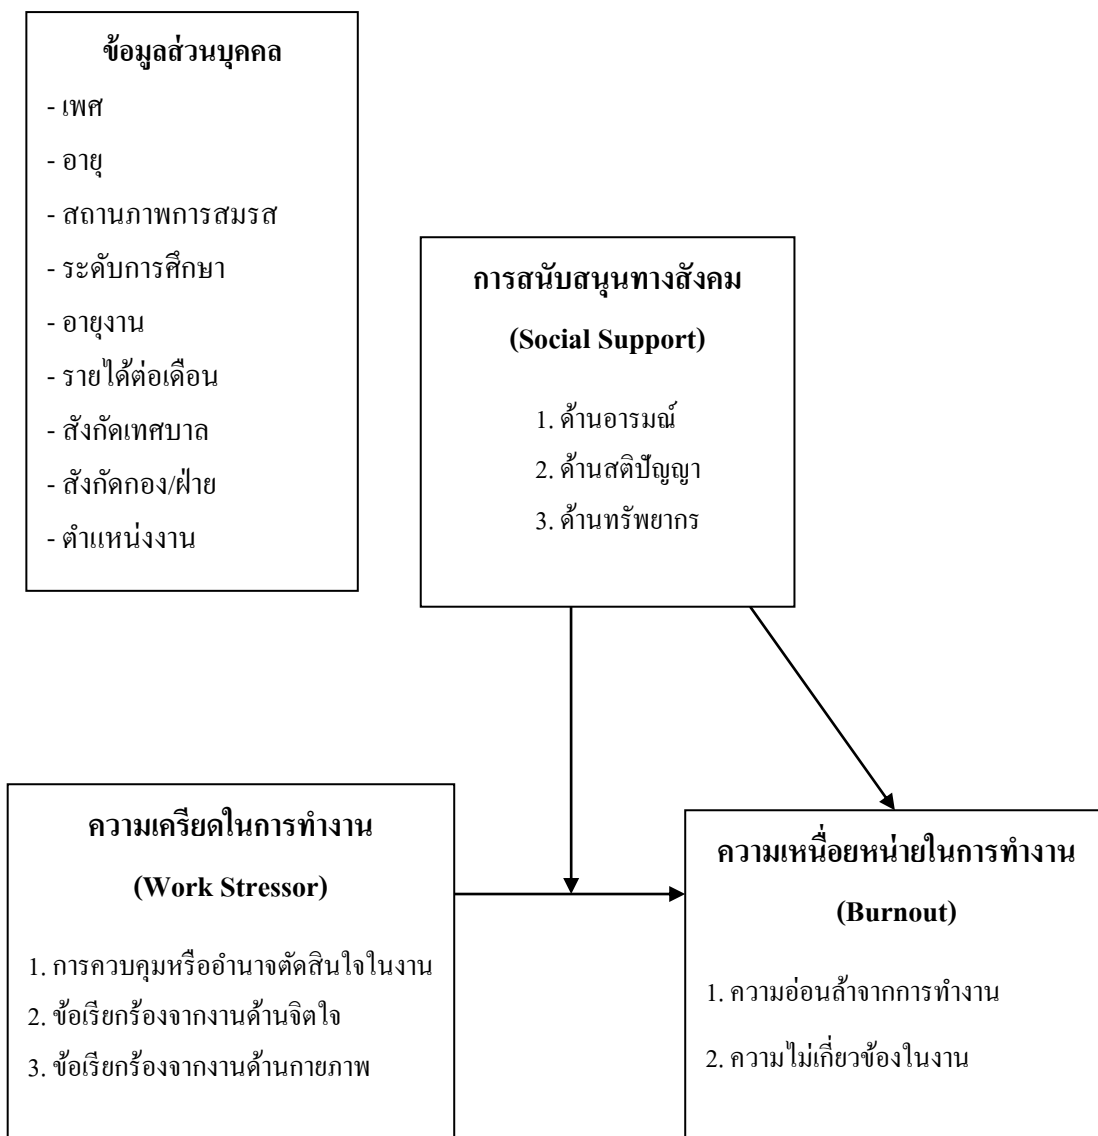 ข้อมูลส่วนบุคคล
- เพศ
- อายุ
- สถานภาพการสมรส
- ระดับการศึกษา
- อายุงาน
- รายได้ต่อเดือน
- สังกัดเทศบาล
- สังกัดกอง/ฝ่าย
- ตำแหน่งงาน
การสนับสนุนทางสังคม
(Social Support)
1. ด้านอารมณ์
2. ด้านสติปัญญา
3. ด้านทรัพยากร
ความเครียดในการทำงาน
(Work Stressor)
1. การควบคุมหรืออำนาจตัดสินใจในงาน
2. ข้อเรียกร้องจากงานด้านจิตใจ
3. ข้อเรียกร้องจากงานด้านกายภาพ
ความเหนื่อยหน่ายในการทำงาน
(Burnout)
1. ความอ่อนล้าจากการทำงาน
2. ความไม่เกี่ยวข้องในงาน